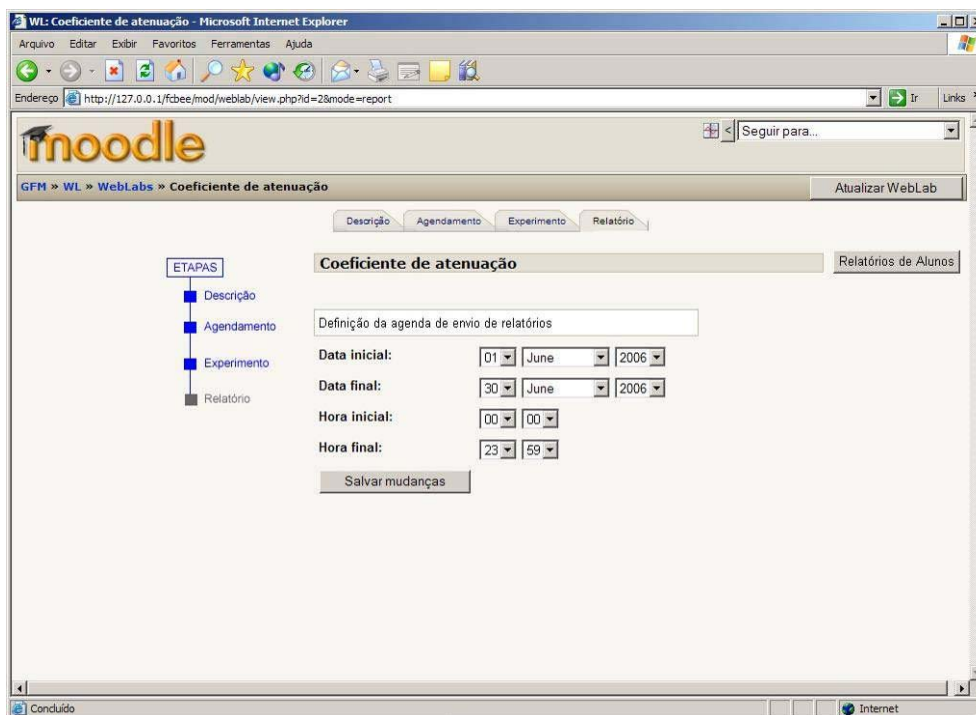 WL: Coeficiente de atenuação - Microsoft Internet Explorer
Arquivo Editar Exibir Favoritos Ferramentas Ajuda
Endereço http://127.0.0.1/fcbee/mod/weblab/view.php?id=2&mode=report Ir Links
moodle Seguir para...
GFM » WL » WebLabs » Coeficiente de atenuação Atualizar WebLab
Descrição Agendamento Experimento Relatório
ETAPAS Coeficiente de atenuação Relatórios de Alunos
Descrição
Agendamento Definição da agenda de envio de relatórios
Data inicial: 01 June 2006
Experimento
Data final: 30 June 2006
Relatório
Hora inicial: 00 00
Hora final: 23 59
Salvar mudanças
Concluído Internet